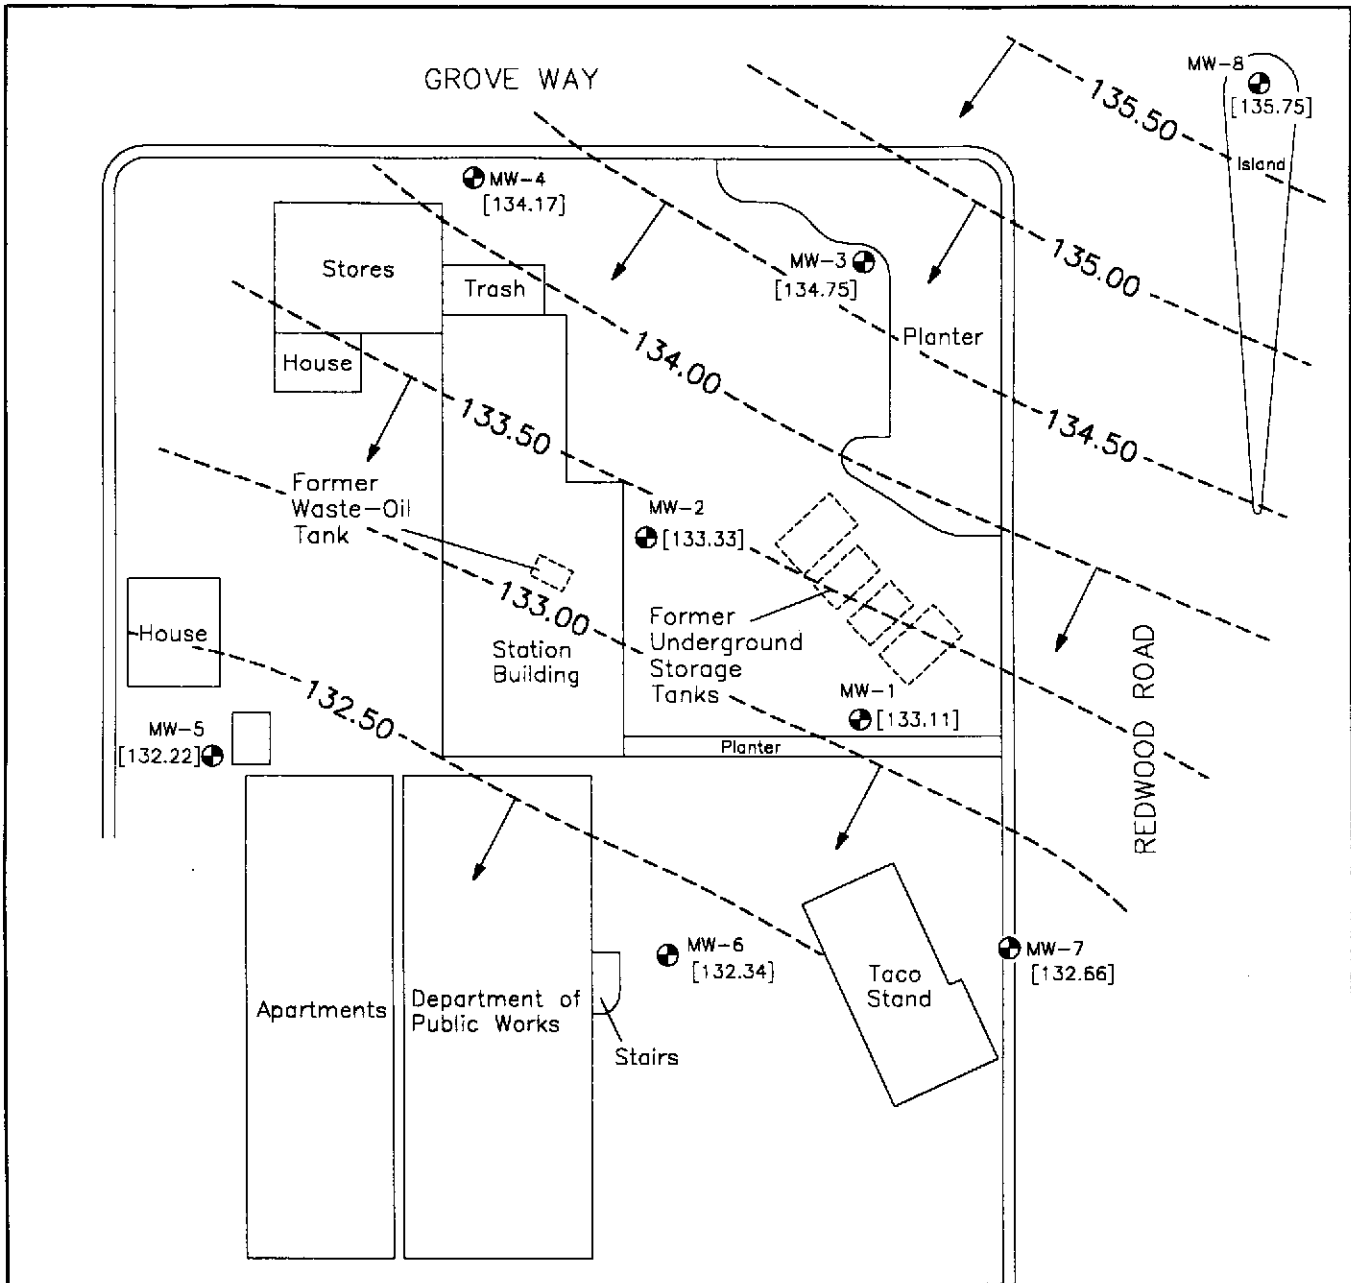 GROVE WAY
MW-8
[135.75]
135.50
Island
MW-4
[134.17]
135.00
MW-3
[134.75]
Stores
Trash
Planter
House
134.00
133.50
134.50
Former
Waste-Oil
Tank
MW-2
[133.33]
133.00
House
Station
Building
Former
Underground
Storage
Tanks
REDWOOD ROAD
132.50
MW-1
[133.11]
MW-5
[132.22]
Planter
MW-6
[132.34]
MW-7
[132.66]
Taco
Stand
Apartments
Department of
Public Works
Stairs